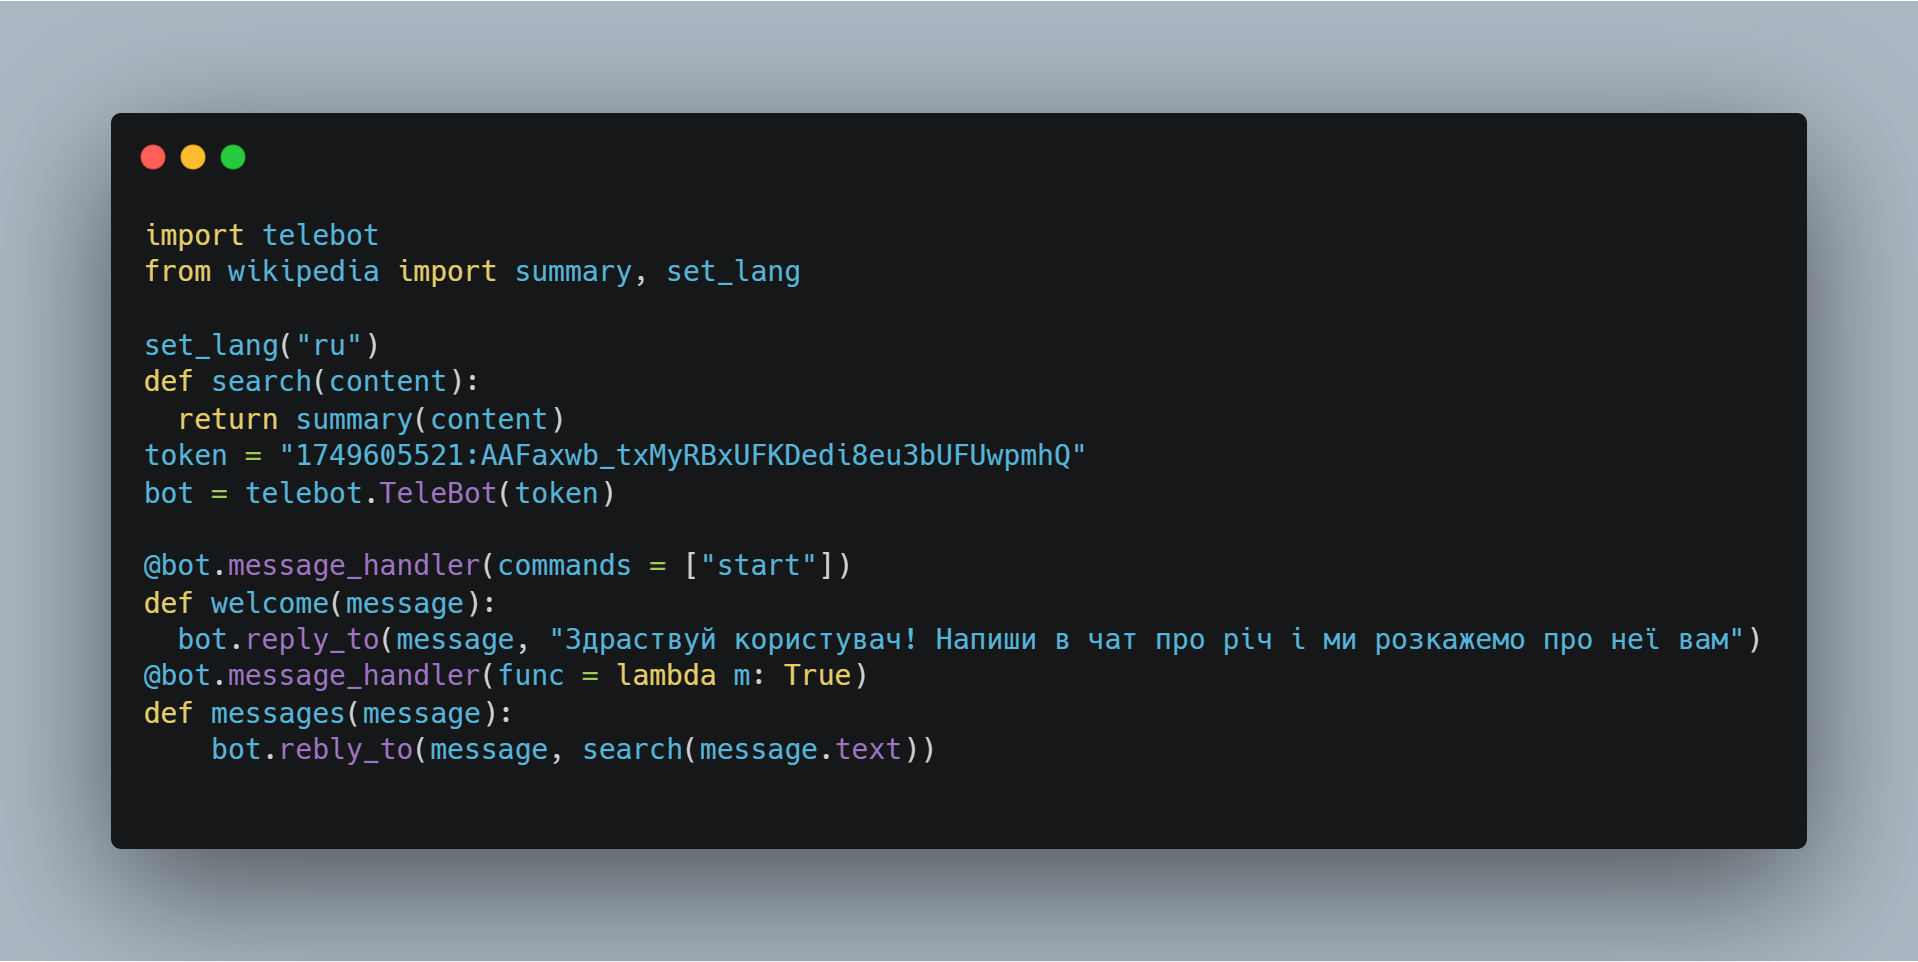 import telebot
from wikipedia import summary, set_lang
set_lang("ru")
def search(content):
  return summary(content)
token = "1749605521:AAFaxwb_txMyRBxUFKDedi8eu3bUFUwpmhQ"
bot = telebot.TeleBot(token)
@bot.message_handler(commands = ["start"])
def welcome(message):
  bot.reply_to(message, "Здраствуй користувач! Напиши в чат про річ і ми розкажемо про неї вам")
@bot.message_handler(func = lambda m: True)
def messages(message):
    bot.rebly_to(message, search(message.text))